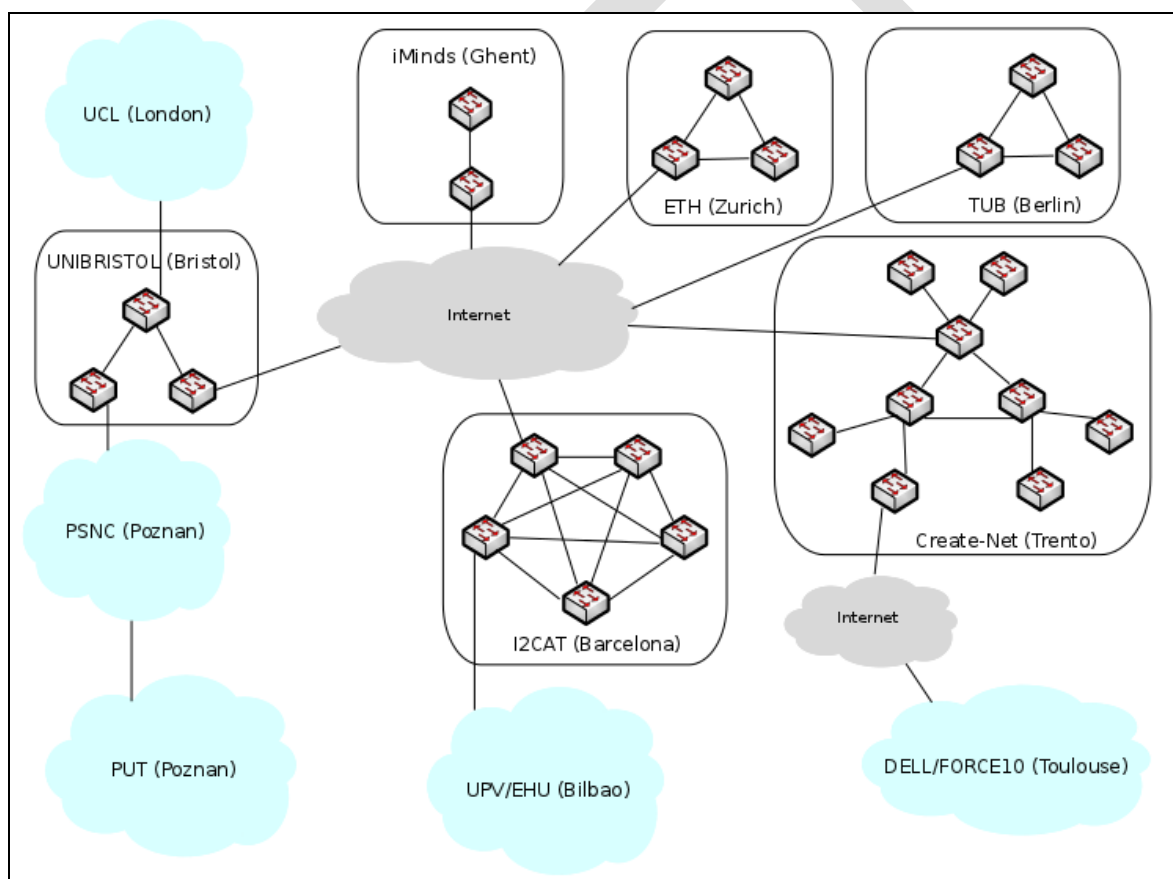 iMinds (Ghent)
UCL (London)
ETH (Zurich)
TUB (Berlin)
UNIBRISTOL (Bristol)
Internet
PSNC (Poznan)
Create-Net (Trento)
I2CAT (Barcelona)
Internet
PUT (Poznan)
UPV/EHU (Bilbao)
DELL/FORCE10 (Toulouse)